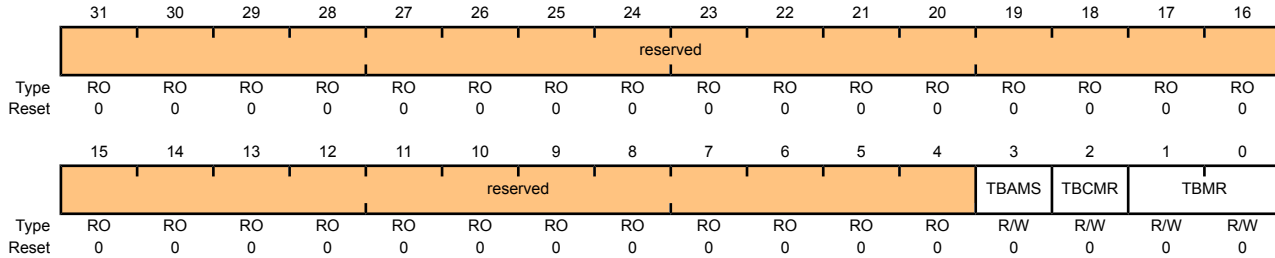 31 30 29 28 27 26 25 24 23 22 21 20 19 18 17 16
reserved
Type RO RO RO RO RO RO RO RO RO RO RO RO RO RO RO RO
Reset 0 0 0 0 0 0 0 0 0 0 0 0 0 0 0 0
15 14 13 12 11 10 9 8 7 6 5 4 3 2 1 0
reserved TBAMS TBCMR TBMR
Type RO RO RO RO RO RO RO RO RO RO RO RO R/W R/W R/W R/W
Reset 0 0 0 0 0 0 0 0 0 0 0 0 0 0 0 0